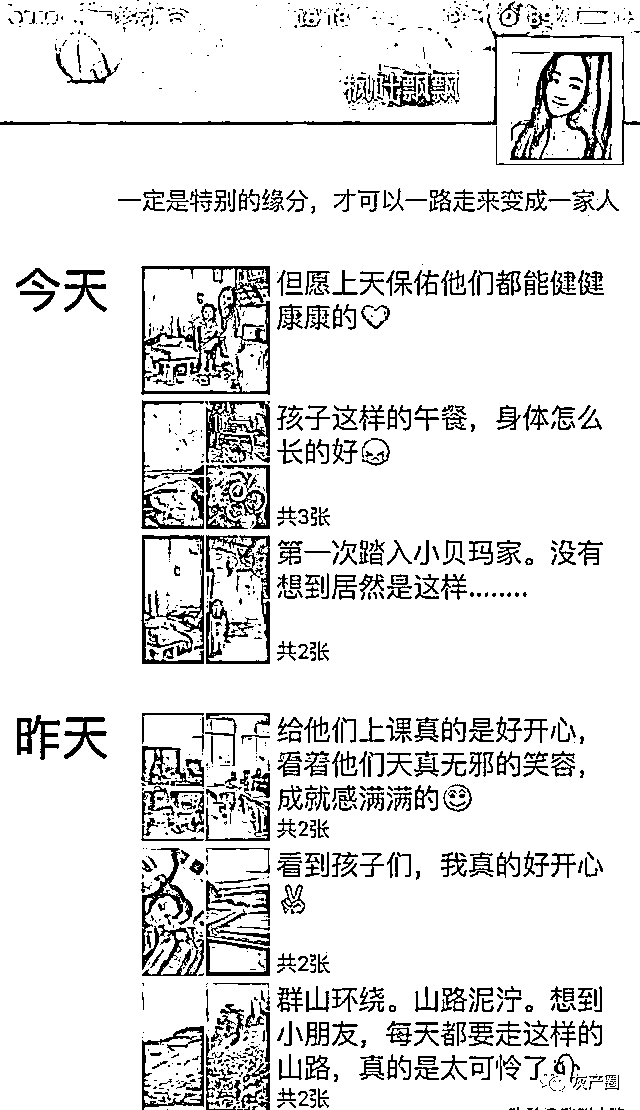 18:18
枫叶飘飘
一定是特别的缘分，才可以一路走来变成一家人
今天
但愿上天保佑他们都能健健
康康的♡
孩子这样的午餐，身体怎么
长的好
共3张
第一次踏入小贝玛家。没有
想到居然是这样........
共2张
昨天
给他们上课真的是好开心，
看着他们天真无邪的笑容，
成就感满满的
共2张
看到孩子们，我真的好开心
✌
共2张
群山环绕。山路泥泞。想到
小朋友，每天都要走这样的
山路，真的是太可怜了
共2张
灰产圈